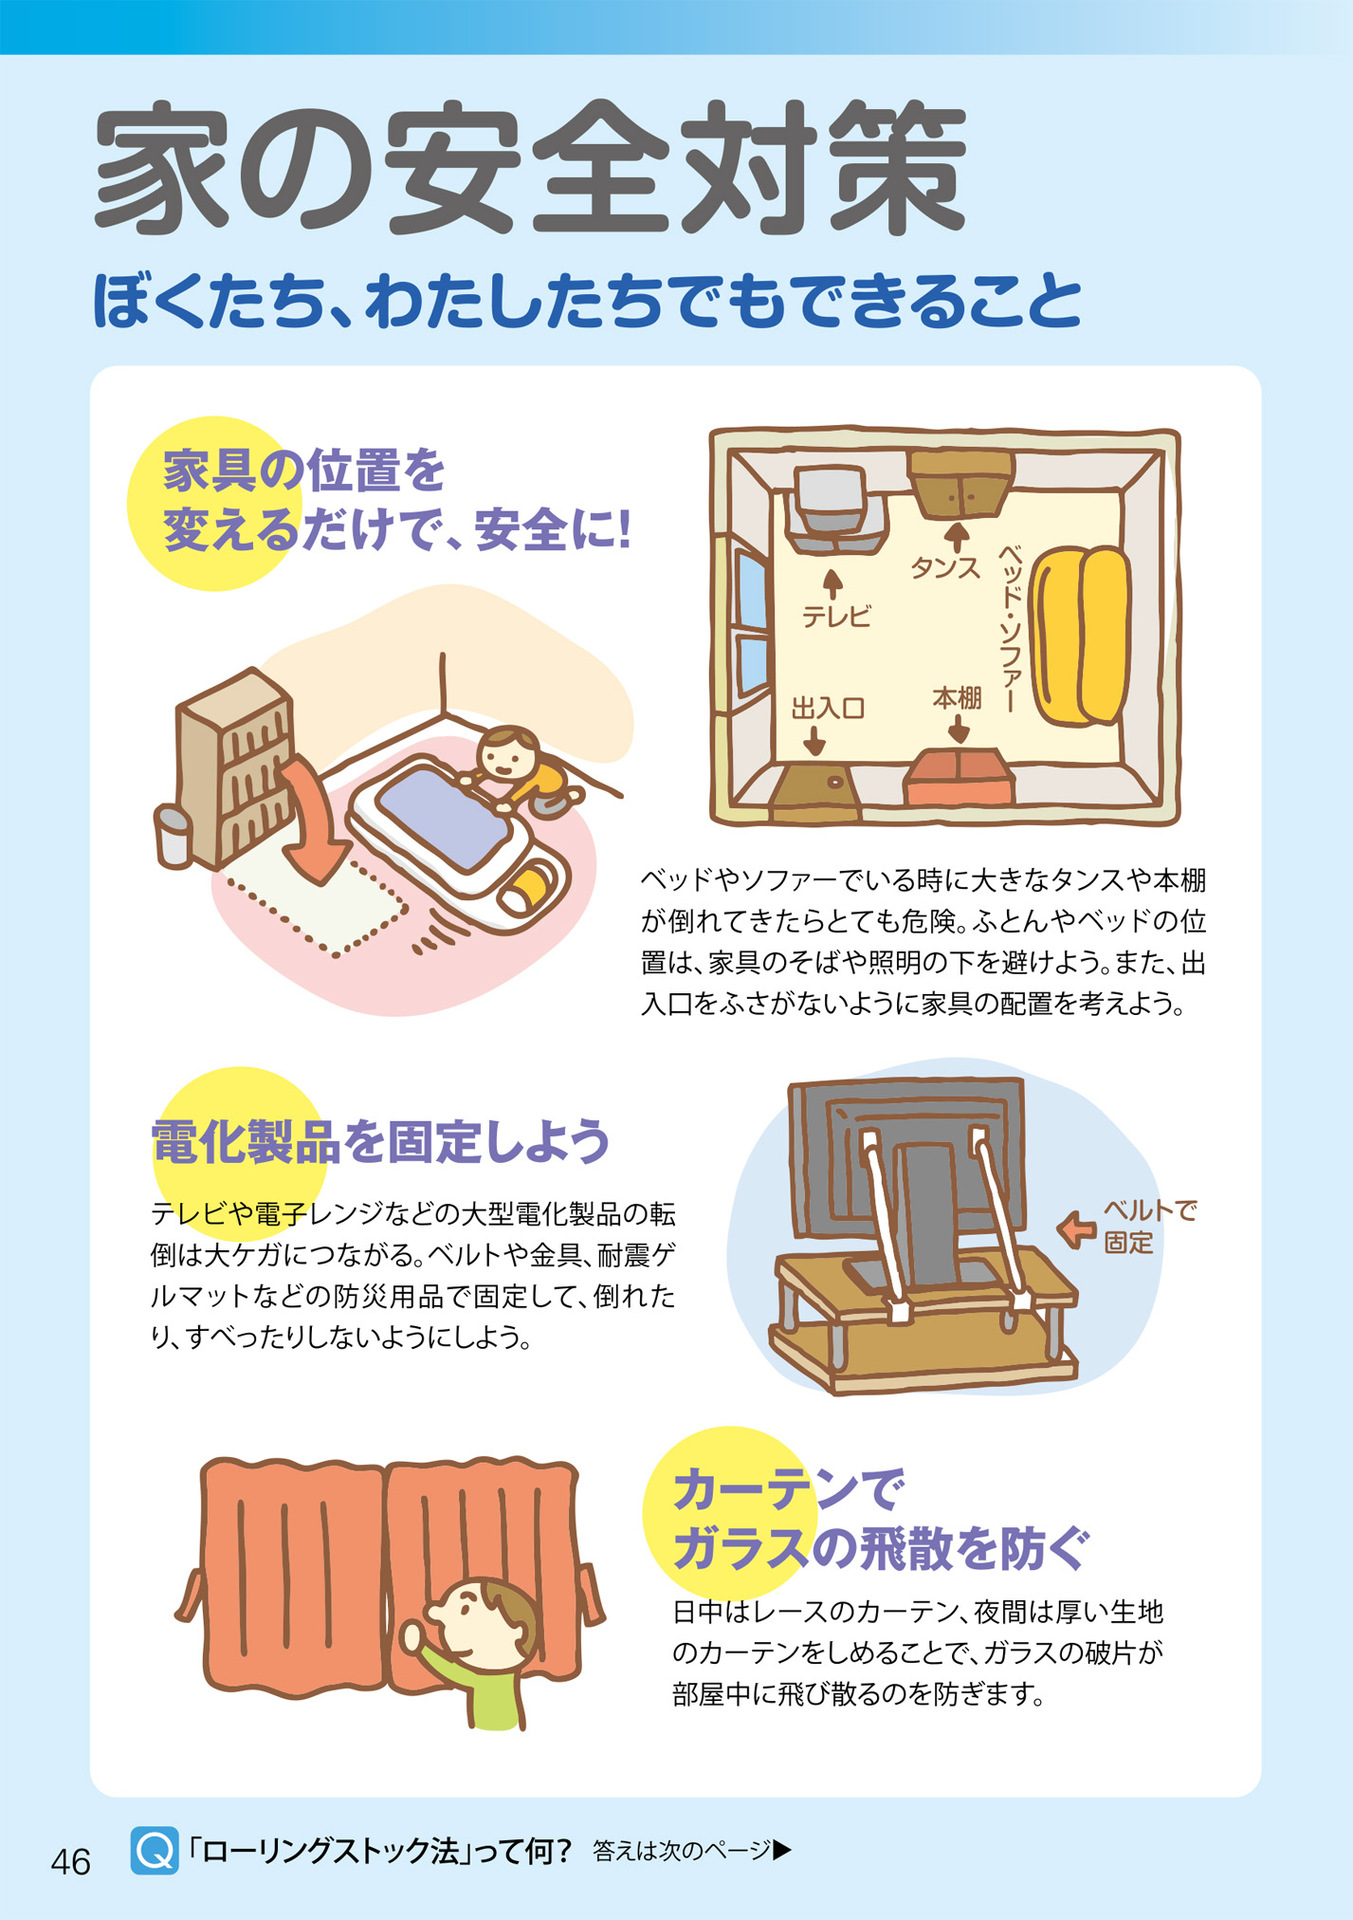 家の安全対策
ぼくたち、わたしたちでもできること
家具の位置を
変えるだけで、安全に!
タンス
テレビ
ベッド・ソファー
出入口
本棚
ベッドやソファーでいる時に大きなタンスや本棚
が倒れてきたらとても危険。ふとんやベッドの位
置は、家具のそばや照明の下を避けよう。また、出
入口をふさがないように家具の配置を考えよう。
電化製品を固定しよう
テレビや電子レンジなどの大型電化製品の転
倒は大ケガにつながる。ベルトや金具、耐震ゲ
ルマットなどの防災用品で固定して、倒れた
り、すべったりしないようにしよう。
ベルトで
固定
カーテンで
ガラスの飛散を防ぐ
日中はレースのカーテン、夜間は厚い生地
のカーテンをしめることで、ガラスの破片が
部屋中に飛び散るのを防ぎます。
46
Q「ローリングストック法」って何? 答えは次のページ▶